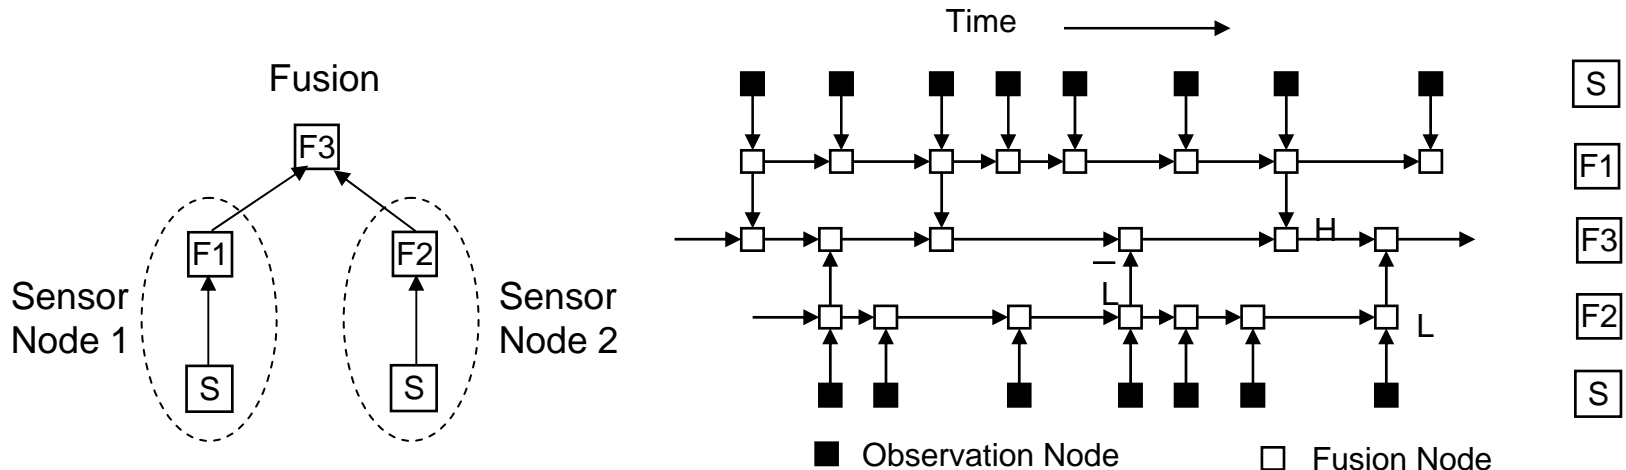 Fusion
F3
F1
F2
Sensor
Node 1
Sensor
Node 2
S
S
Time
H
L
L
S
F1
F3
F2
S
Observation Node
Fusion Node